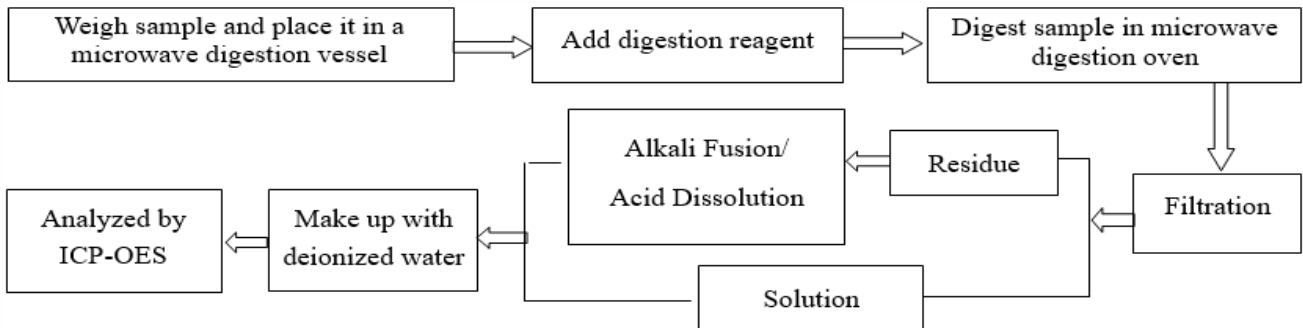 Weigh sample and place it in a
microwave digestion vessel
Add digestion reagent
Digest sample in microwave
digestion oven
Filtration
Residue
Alkali Fusion/
Acid Dissolution
Solution
Make up with
deionized water
Analyzed by
ICP-OES